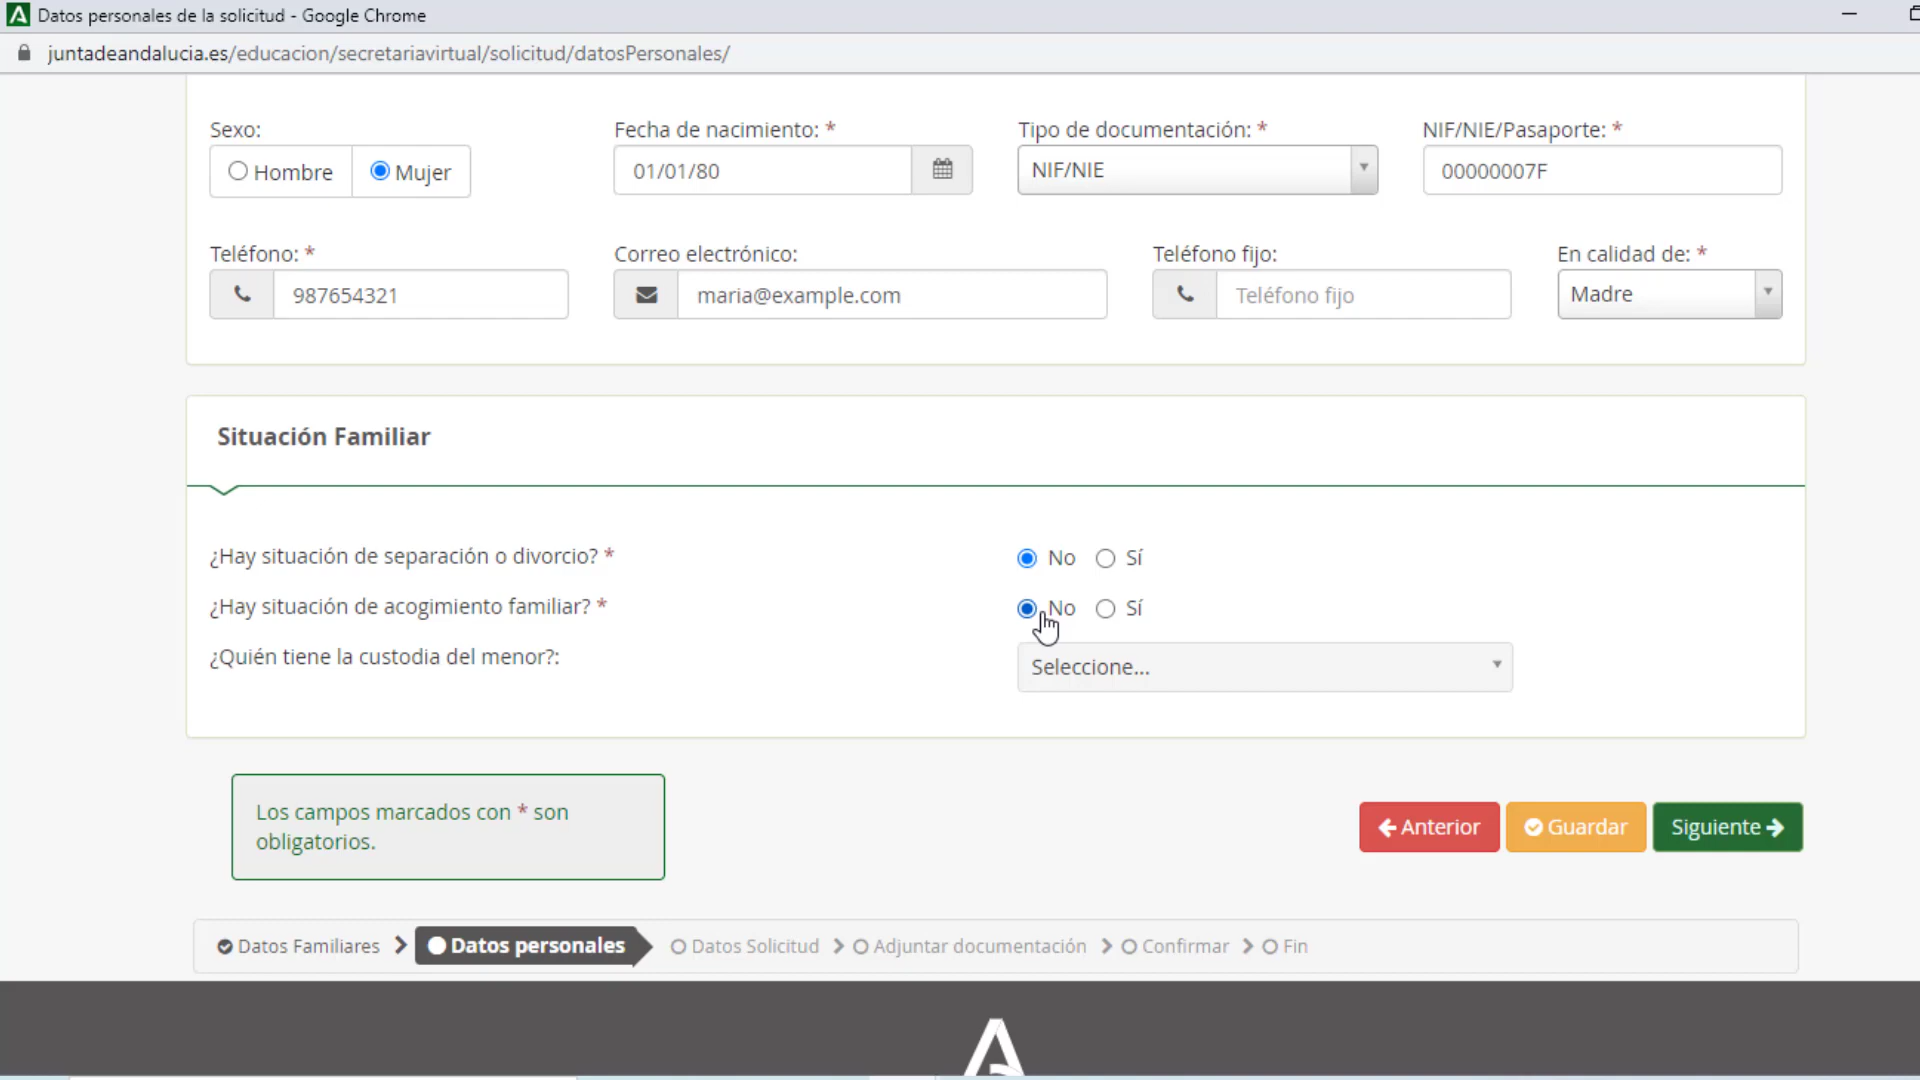 Datos personales de la solicitud - Google Chrome
juntadeandalucia.es/educacion/secretariavirtual/solicitud/datosPersonales/
Sexo: Fecha de nacimiento: * Tipo de documentación: * NIF/NIE/Pasaporte: *
Hombre Mujer 01/01/80 NIF/NIE 00000007F
Teléfono: * Correo electrónico: Teléfono fijo: En calidad de: *
987654321 maria@example.com Teléfono fijo Madre
Situación Familiar
¿Hay situación de separación o divorcio? * No Sí
¿Hay situación de acogimiento familiar? * No Sí
¿Quién tiene la custodia del menor?: Seleccione...
Los campos marcados con * son
obligatorios.
Anterior Guardar Siguiente
Datos Familiares Datos personales Datos Solicitud Adjuntar documentación Confirmar Fin